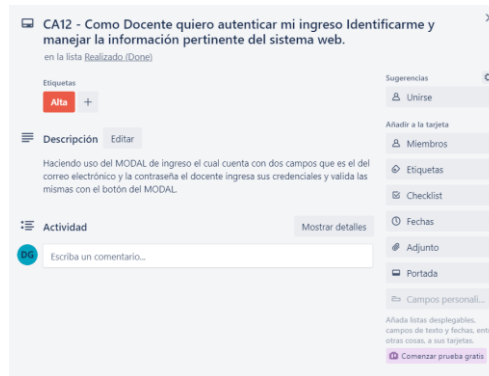 CA12 - Como Docente quiero autenticar mi ingreso Identificarme y
manejar la información pertinente del sistema web.
en la lista Realizado (Done)
Etiquetas
Alta +
Descripción Editar
Haciendo uso del MODAL de ingreso el cual cuenta con dos campos que es el del
correo electrónico y la contraseña el docente ingresa sus credenciales y valida las
mismas con el botón del MODAL.
Actividad Mostrar detalles
DG Escriba un comentario...
Sugerencias
Unirse
Añadir a la tarjeta
Miembros
Etiquetas
Checklist
Fechas
Adjunto
Portada
Campos personali...
Añada listas desplegables,
campos de texto y fechas, ent
otras cosas, a sus tarjetas.
Comenzar prueba gratis